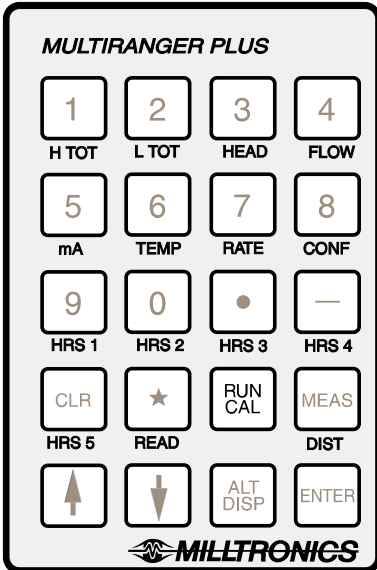 MULTIRANGER PLUS
1 2 3 4
H TOT L TOT HEAD FLOW
5 6 7 8
mA TEMP RATE CONF
9 0 • —
HRS 1 HRS 2 HRS 3 HRS 4
CLR ★ RUN CAL MEAS
HRS 5 READ DIST
ALT DISP ENTER
MILLTRONICS